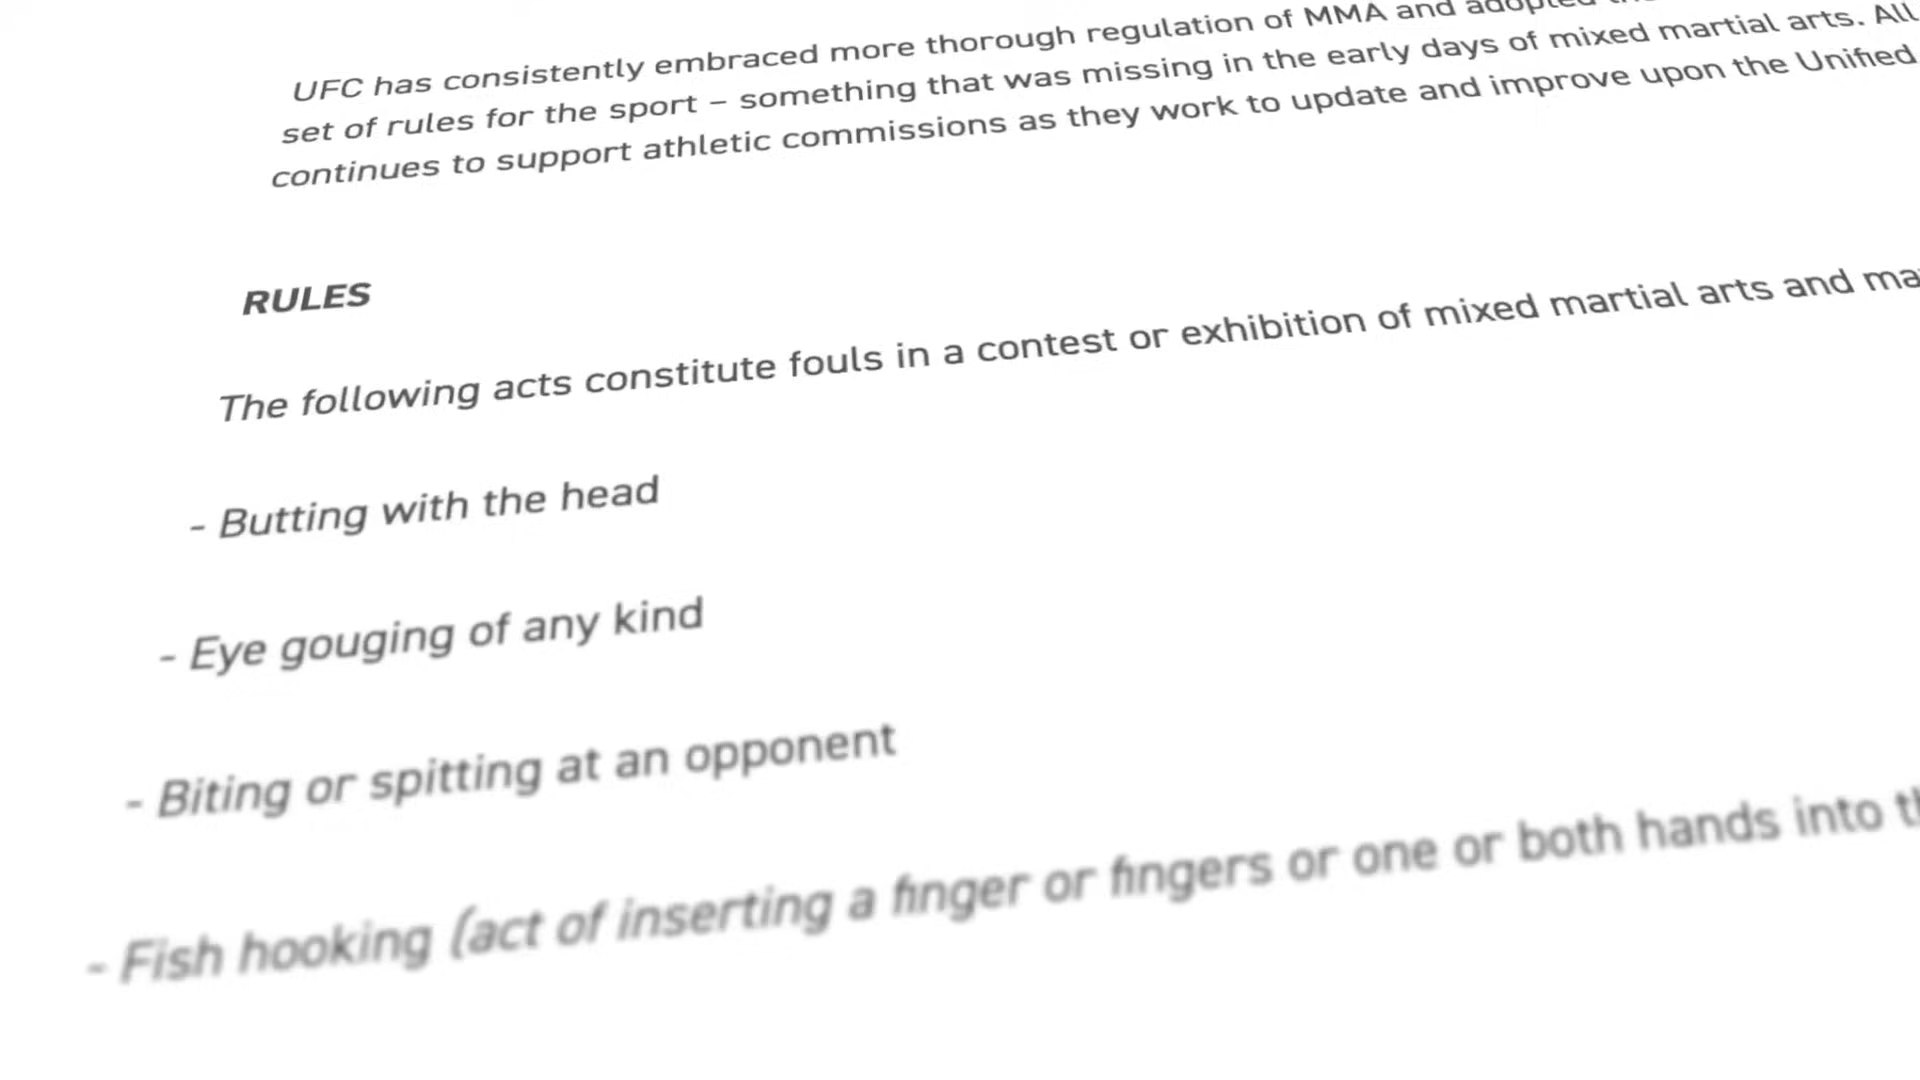 UFC has consistently embraced more thorough regulation of MMA and adopted
set of rules for the sport – something that was missing in the early days of mixed martial arts. All
continues to support athletic commissions as they work to update and improve upon the Unified
RULES
The following acts constitute fouls in a contest or exhibition of mixed martial arts and
- Butting with the head
- Eye gouging of any kind
- Biting or spitting at an opponent
- Fish hooking (act of inserting a finger or fingers or one or both hands into